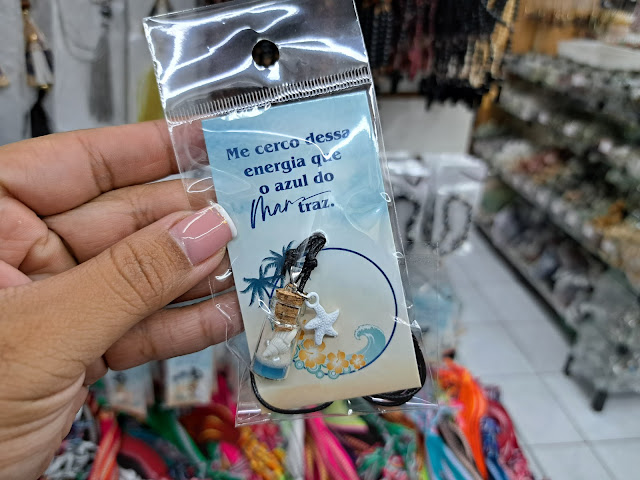 Me cerco dessa
energia que
o azul do
Mar traz.